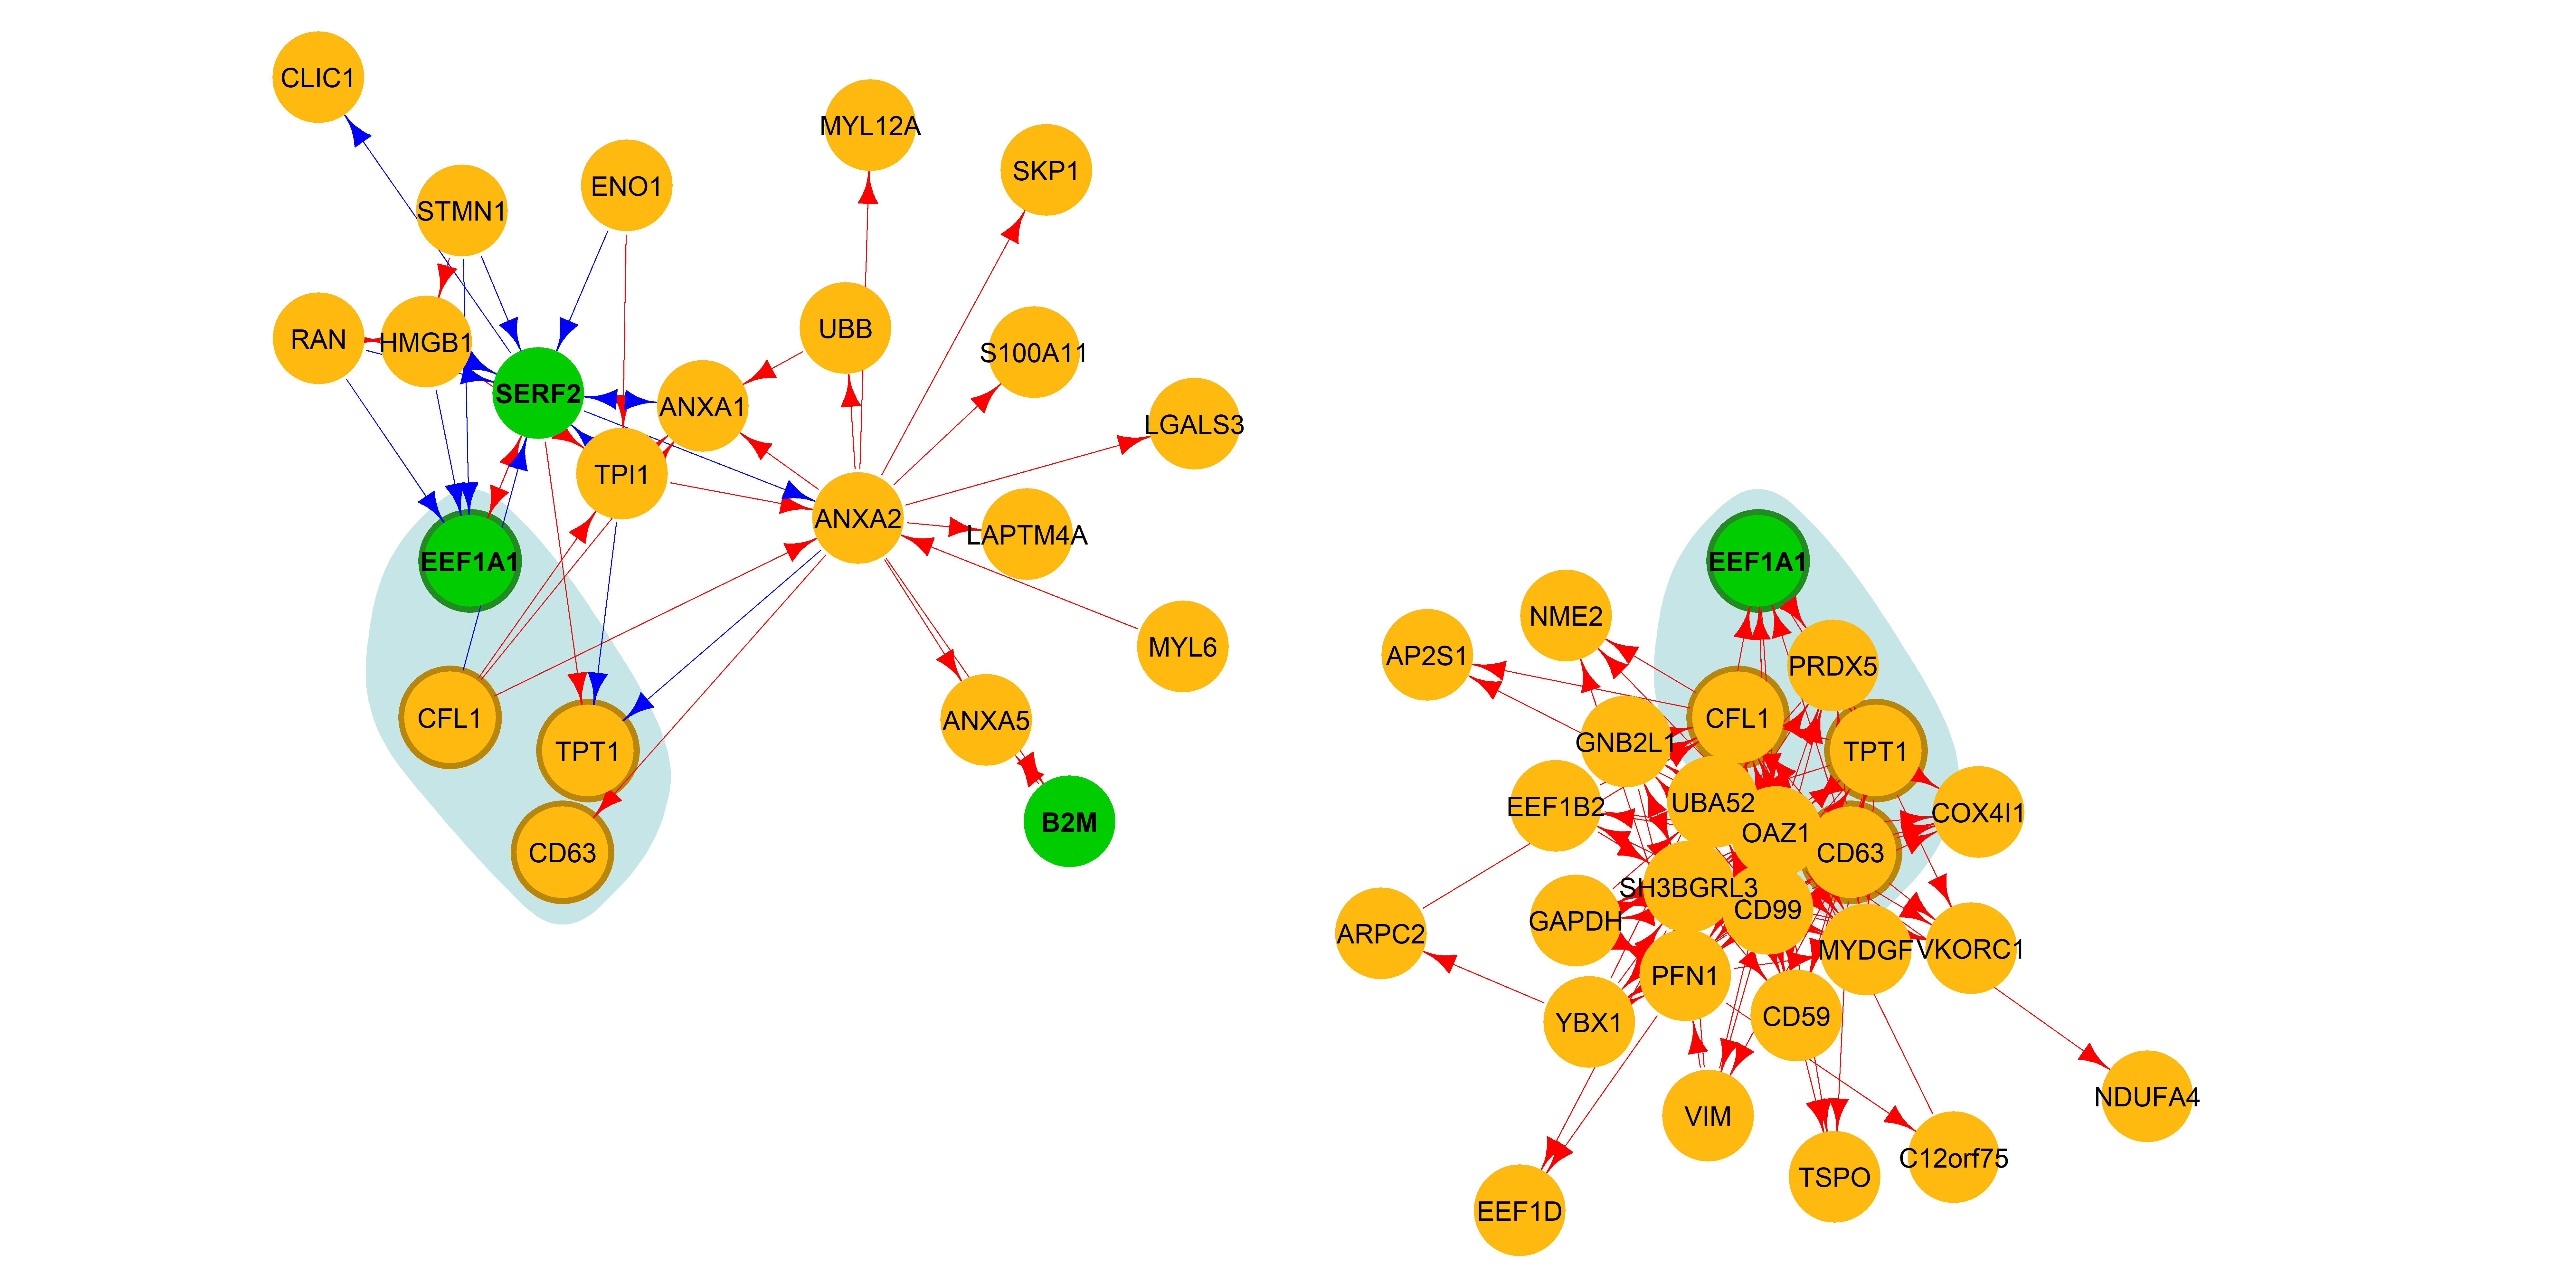 CLIC1
MYL12A
SKP1
STMN1
ENO1
RAN
HMGB1
UBB
S100A11
SERF2
ANXA1
LGALS3
TPI1
ANXA2
LAPTM4A
EEF1A1
MYL6
CFL1
TPT1
ANXA5
B2M
CD63
EEF1A1
NME2
AP2S1
PRDX5
CFL1
GNB2L1
TPT1
EEF1B2
UBA52
OAZ1
COX4I1
CD63
SH3BGRL3
CD99
GAPDH
ARPC2
MYDGF
VKORC1
PFN1
YBX1
CD59
VIM
NDUFA4
C12orf75
TSPO
EEF1D